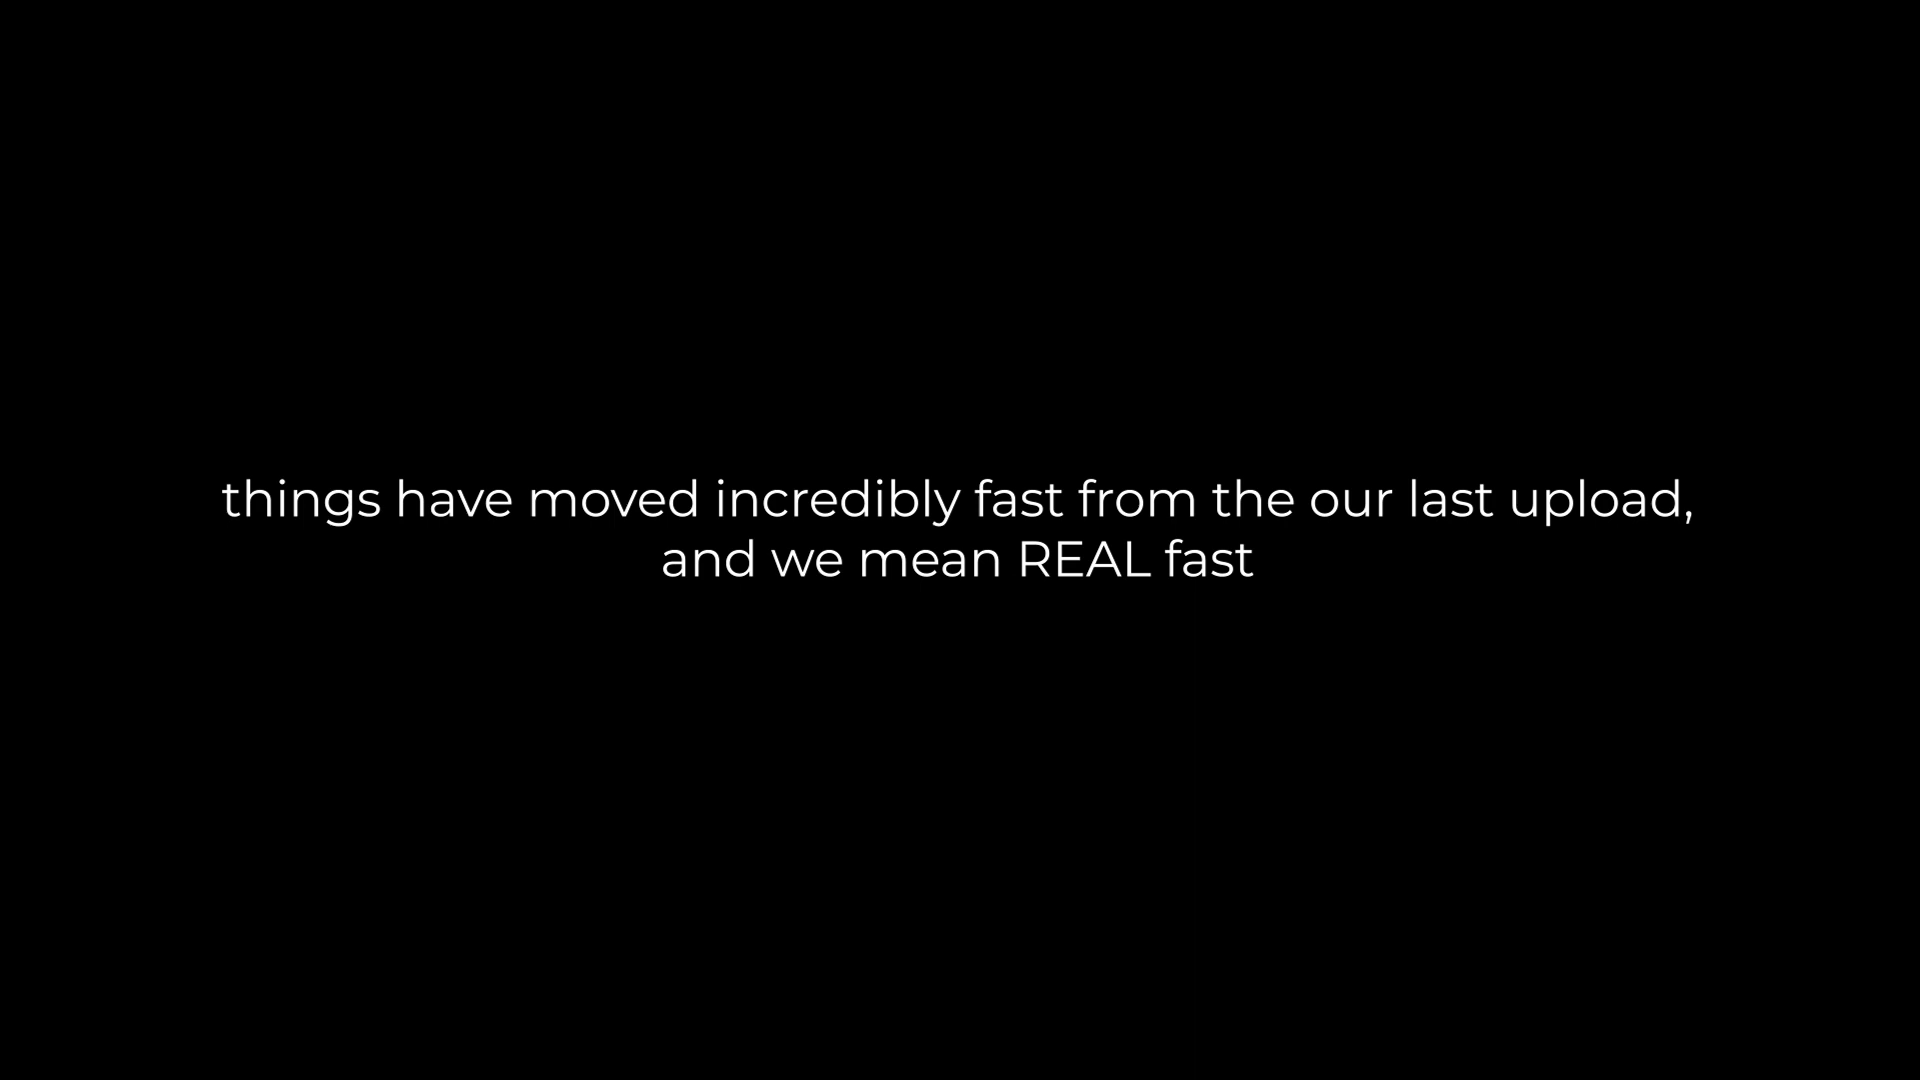 things have moved incredibly fast from the our last upload,
and we mean REAL fast